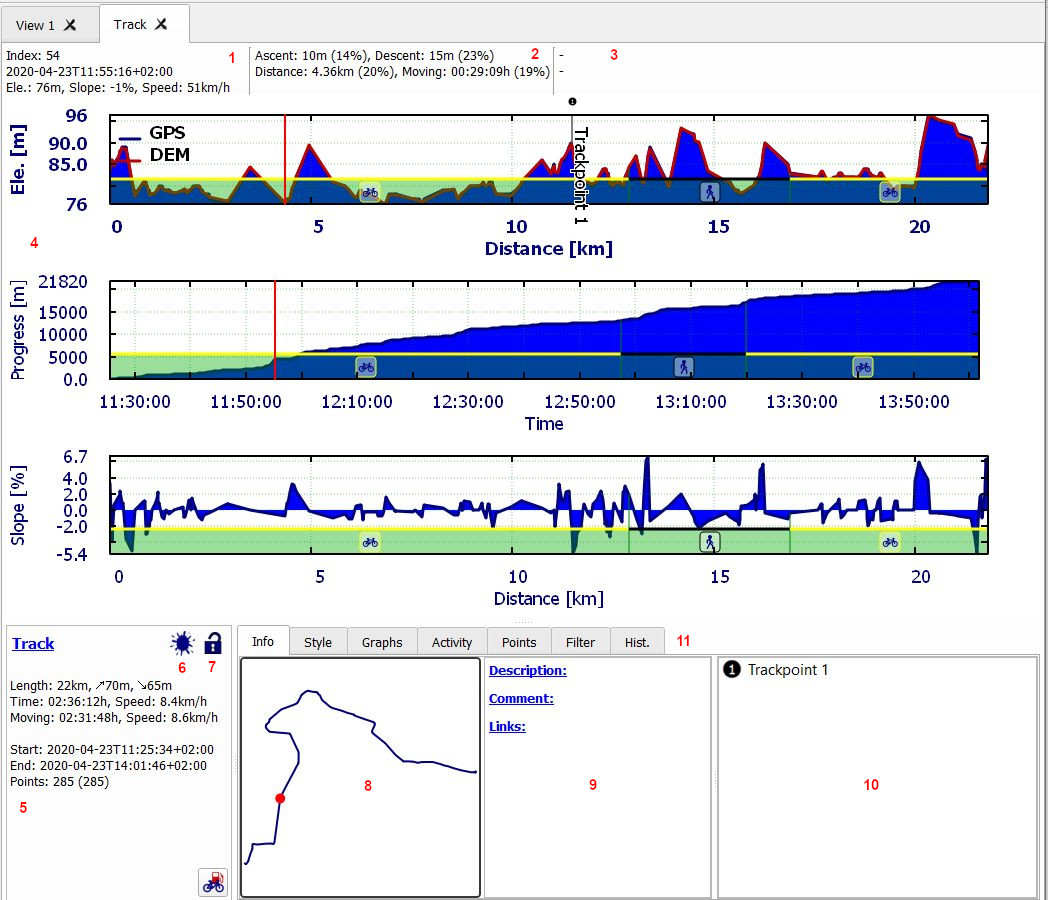 View 1
Track
Index: 54
2020-04-23T11:55:16+02:00
Ele.: 76m, Slope: -1%, Speed: 51km/h
1
Ascent: 10m (14%), Descent: 15m (23%)
Distance: 4.36km (20%), Moving: 00:29:09h (19%)
2
-
-
3
1
96
90.0
85.0
76
Ele. [m]
GPS
DEM
Trackpoint 1
0 5 10 15 20
Distance [km]
4
21820
15000
10000
5000
0.0
Progress [m]
11:30:00 11:50:00 12:10:00 12:30:00 12:50:00 13:10:00 13:30:00 13:50:00
Time
6.7
4.0
2.0
0.0
-2.0
-5.4
Slope [%]
0 5 10 15 20
Distance [km]
Track
6
7
Length: 22km, ↗70m, ↘65m
Time: 02:36:12h, Speed: 8.4km/h
Moving: 02:31:48h, Speed: 8.6km/h
Start: 2020-04-23T11:25:34+02:00
End: 2020-04-23T14:01:46+02:00
Points: 285 (285)
5
Info Style Graphs Activity Points Filter Hist. 11
8
Description:
Comment:
Links:
9
1 Trackpoint 1
10